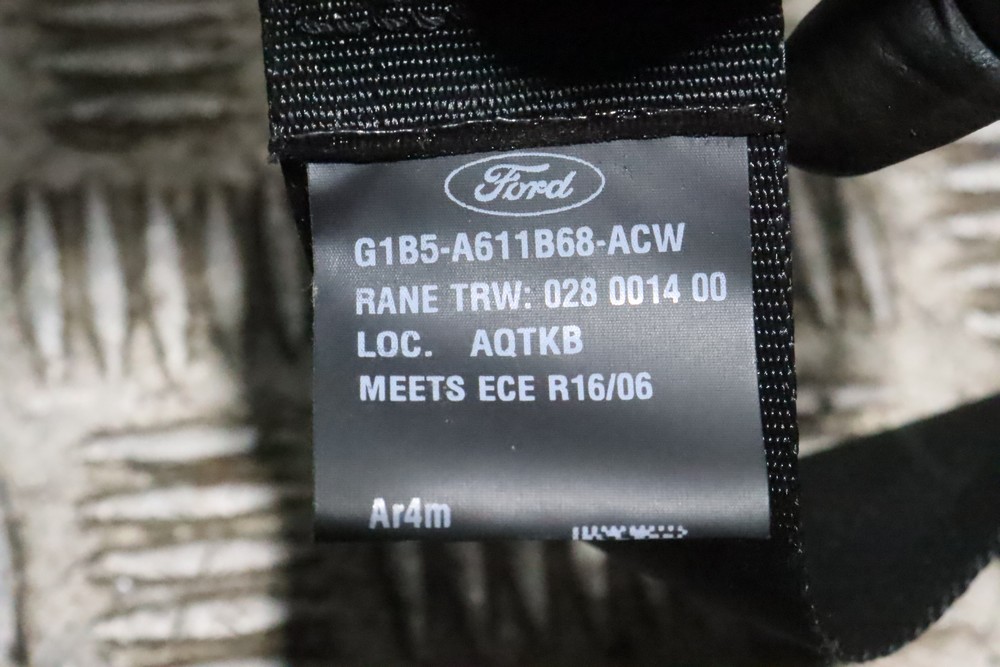 Ford
G1B5-A611B68-ACW
RANE TRW: 028 0014 00
LOC. AQTKB
MEETS ECE R16/06
Ar4m